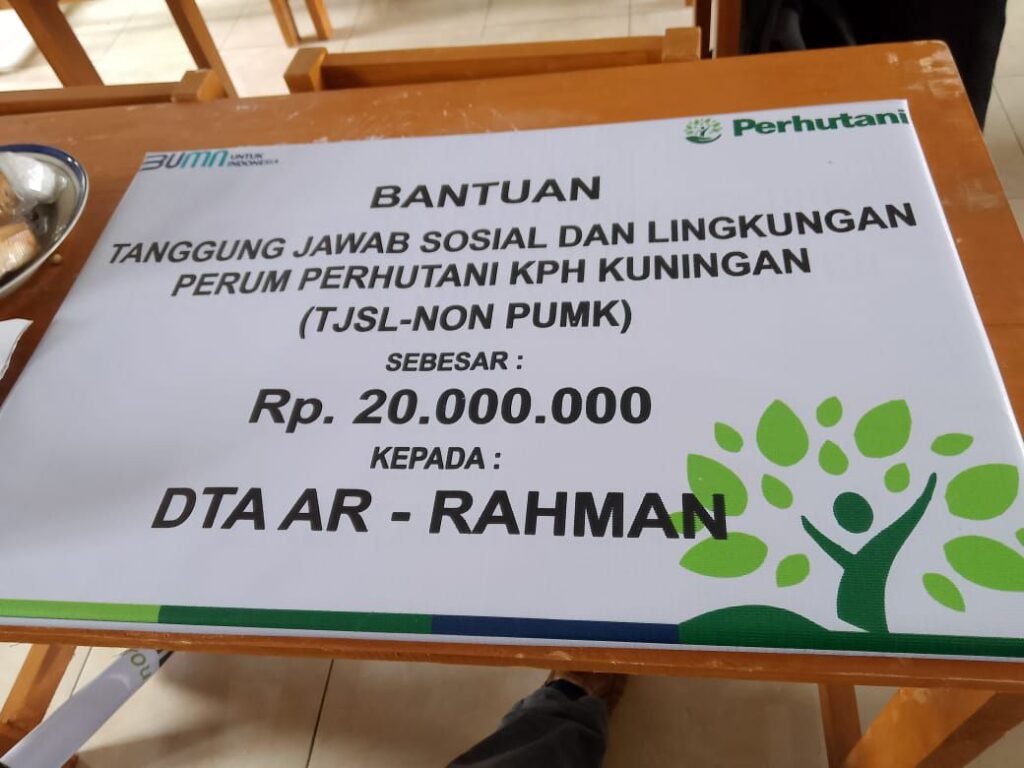 BUMN UNTUK INDONESIA
Perhutani
BANTUAN
TANGGUNG JAWAB SOSIAL DAN LINGKUNGAN
PERUM PERHUTANI KPH KUNINGAN
(TJSL-NON PUMK)
SEBESAR :
Rp. 20.000.000
KEPADA :
DTA AR - RAHMAN